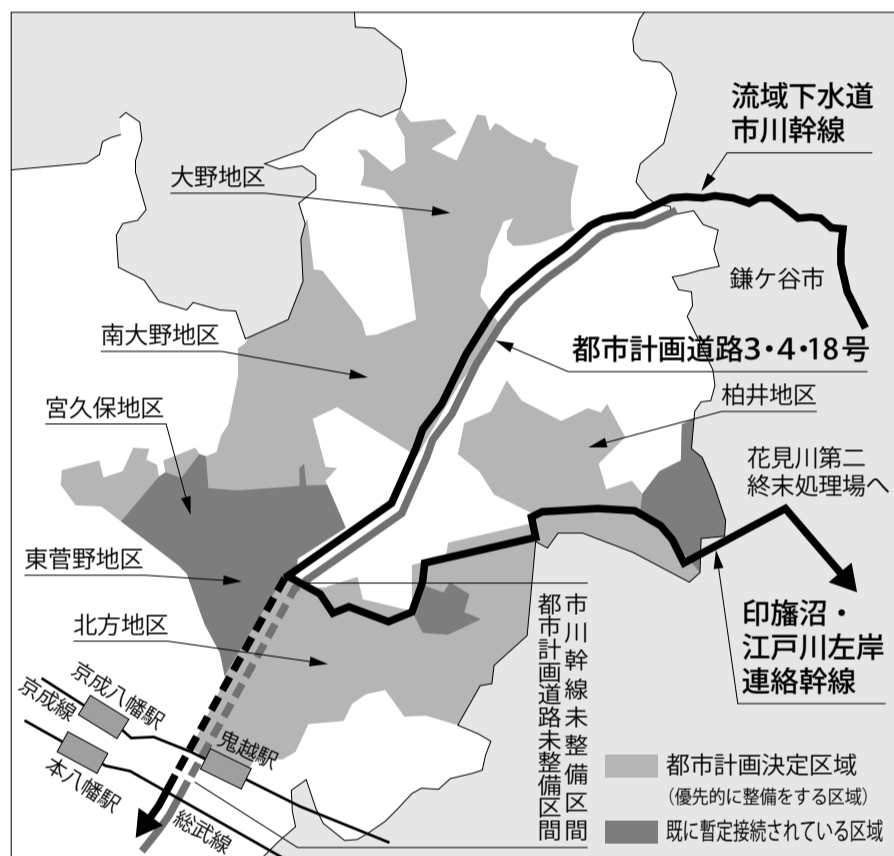 流域下水道
市川幹線
大野地区
鎌ケ谷市
南大野地区
都市計画道路3・4・18号
宮久保地区
柏井地区
花見川第二
終末処理場へ
東菅野地区
北方地区
市川幹線未整備区間
都市計画道路未整備区間
印旛沼・
江戸川左岸
連絡幹線
京成八幡駅
京成線
鬼越駅
本八幡駅
総武線
都市計画決定区域
(優先的に整備をする区域)
既に暫定接続されている区域